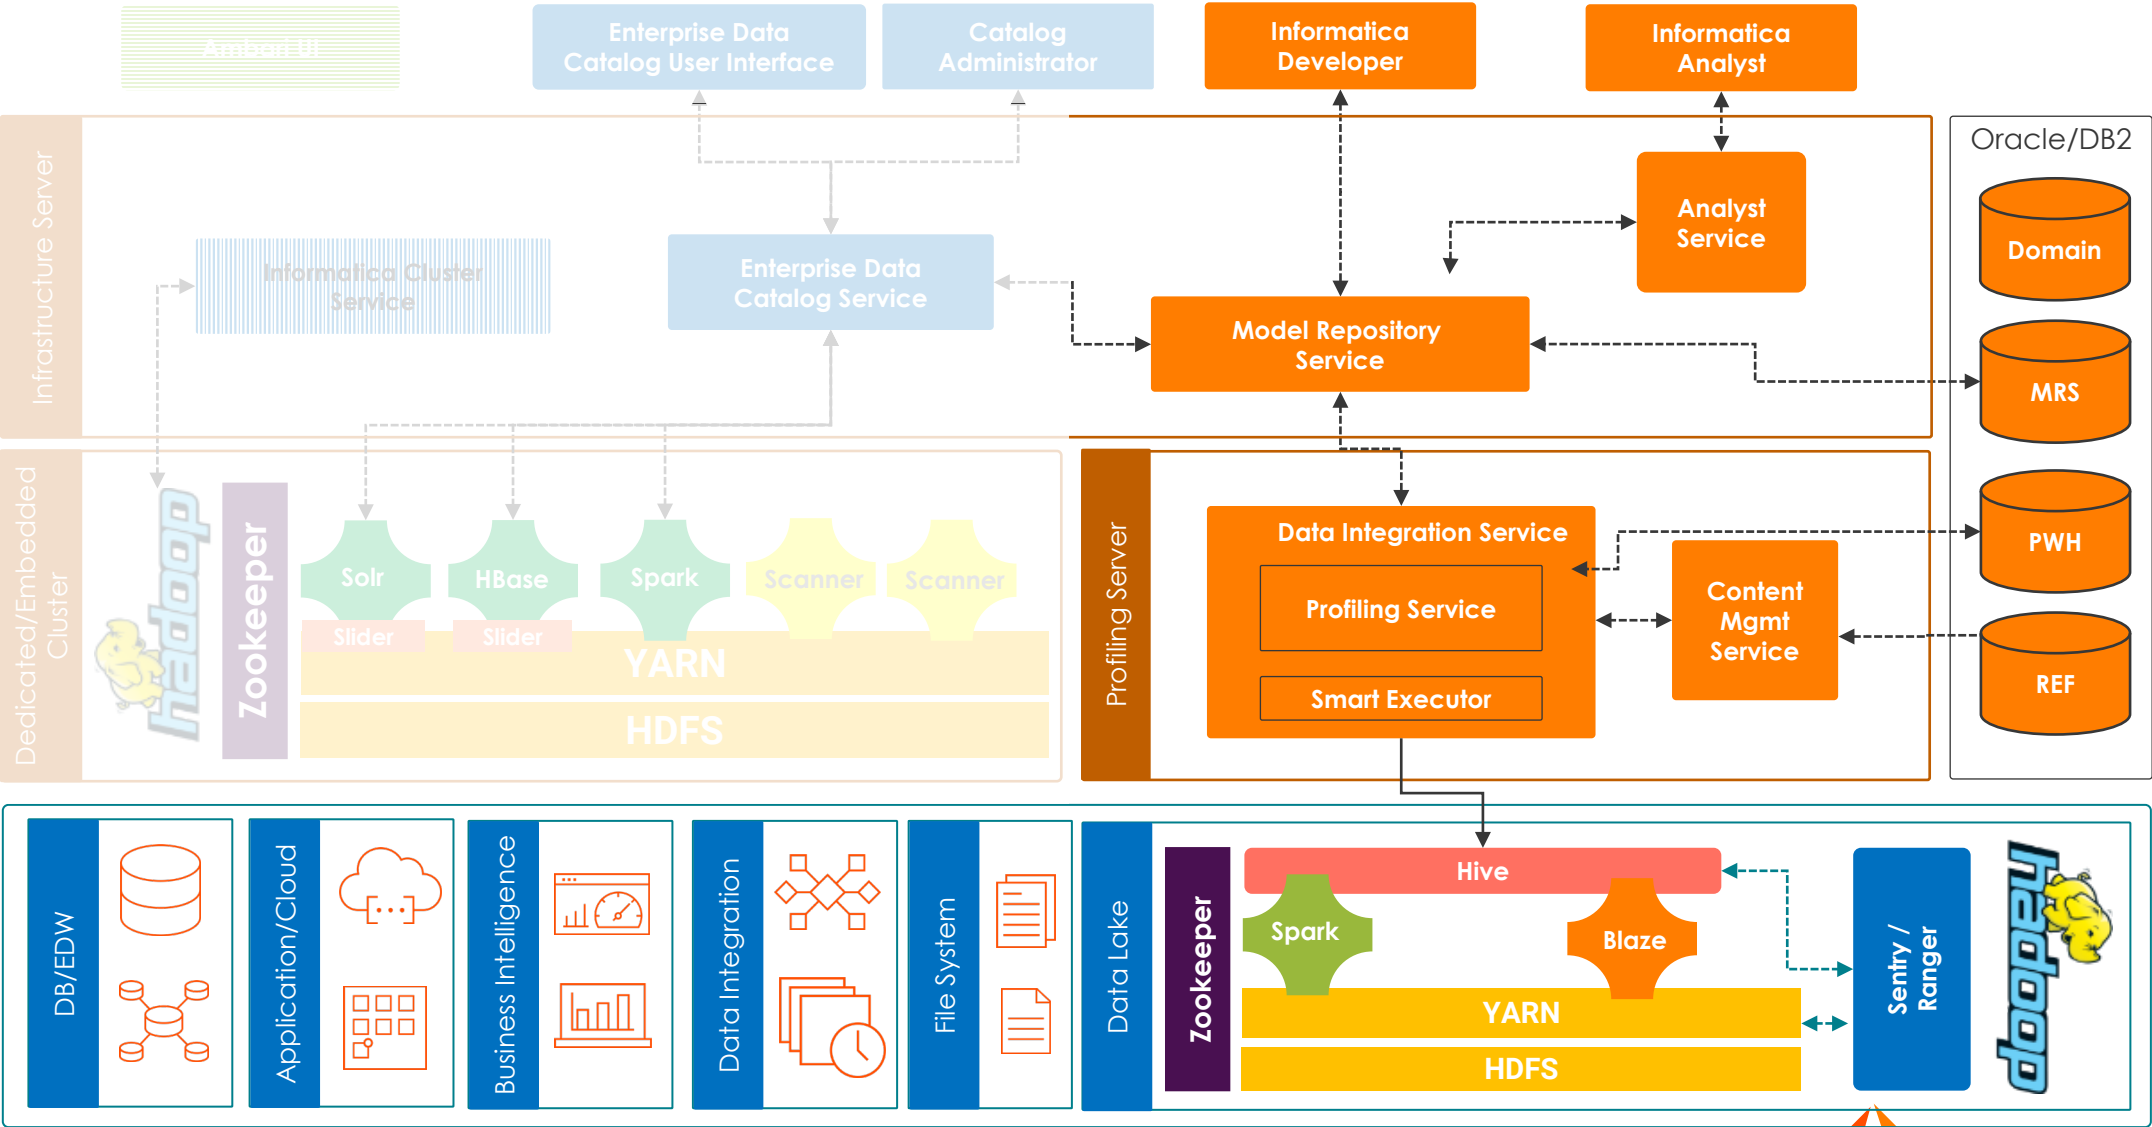 Ambari UI
Enterprise Data
Catalog User Interface
Catalog
Administrator
Informatica
Developer
Informatica
Analyst
Infrastructure Server
Informatica Cluster
Service
Enterprise Data
Catalog Service
Model Repository
Service
Analyst
Service
Oracle/DB2
Domain
MRS
PWH
REF
Dedicated/Embedded
Cluster
hadoop
Zookeeper
Solr
HBase
Spark
Scanner
Scanner
Slider
Slider
YARN
HDFS
Profiling Server
Data Integration Service
Profiling Service
Smart Executor
Content
Mgmt
Service
DB/EDW
Application/Cloud
Business Intelligence
Data Integration
File System
Data Lake
Zookeeper
Hive
Spark
Blaze
YARN
HDFS
Sentry /
Ranger
hadoop